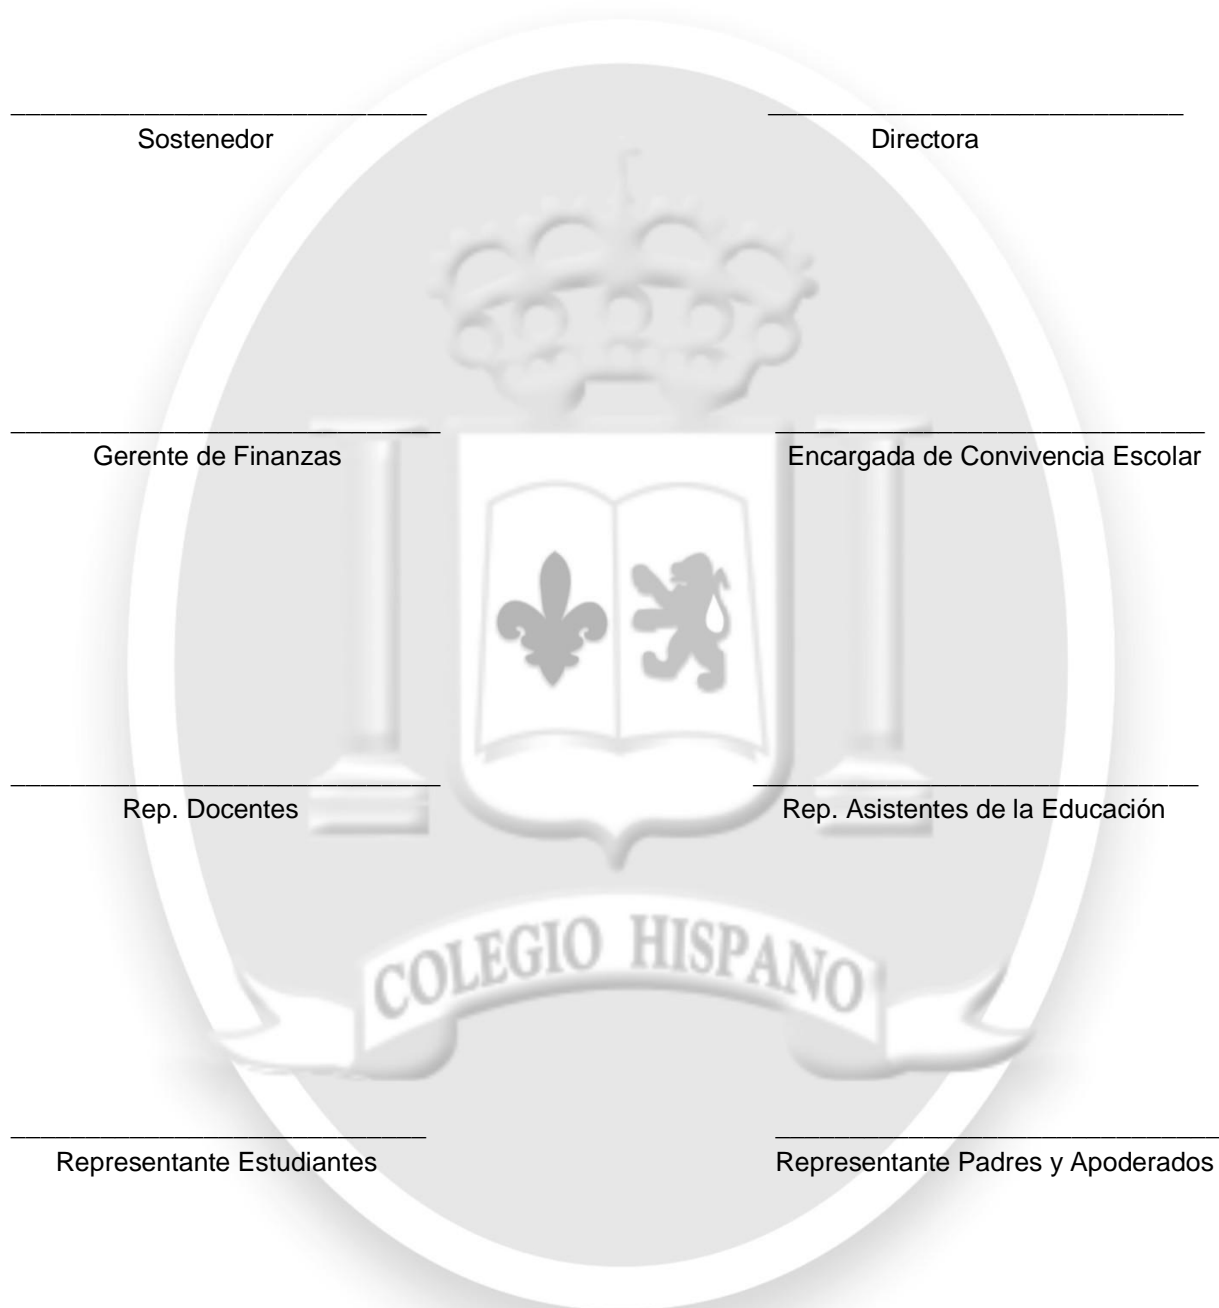 Sostenedor Directora
Gerente de Finanzas Encargada de Convivencia Escolar
Rep. Docentes Rep. Asistentes de la Educación
COLEGIO HISPANO
Representante Estudiantes Representante Padres y Apoderados